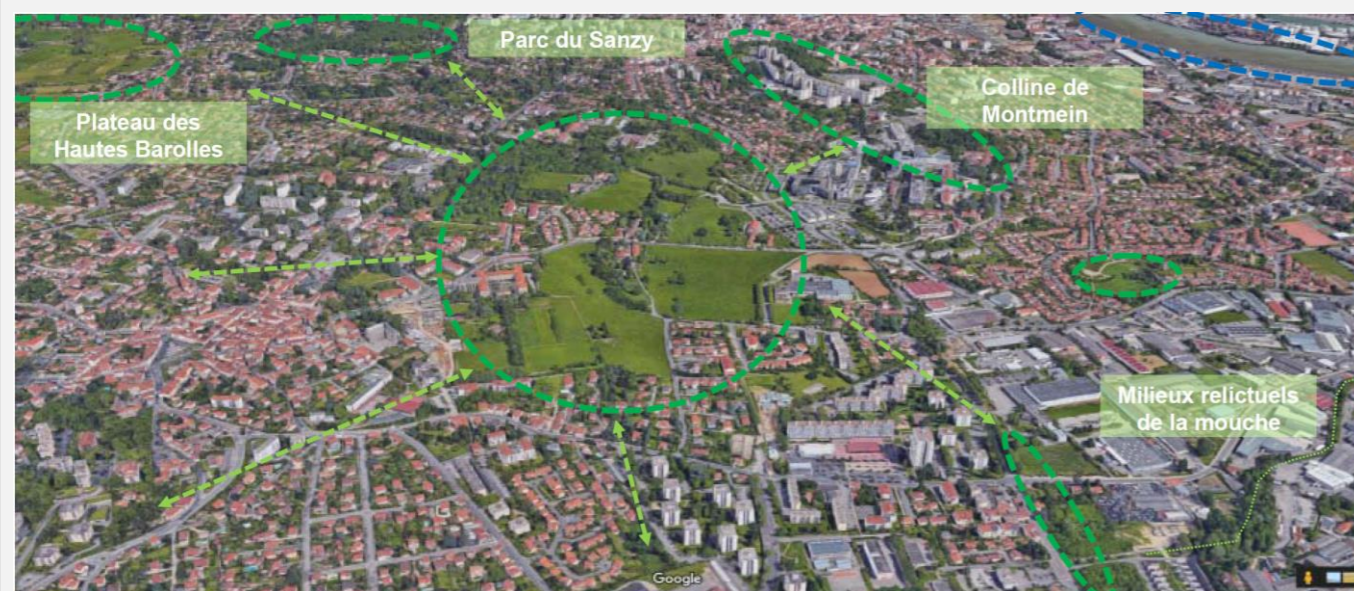 Parc du Sanzy
Colline de
Montmein
Plateau des
Hautes Barolles
Milieux relictuels
de la mouche
Google